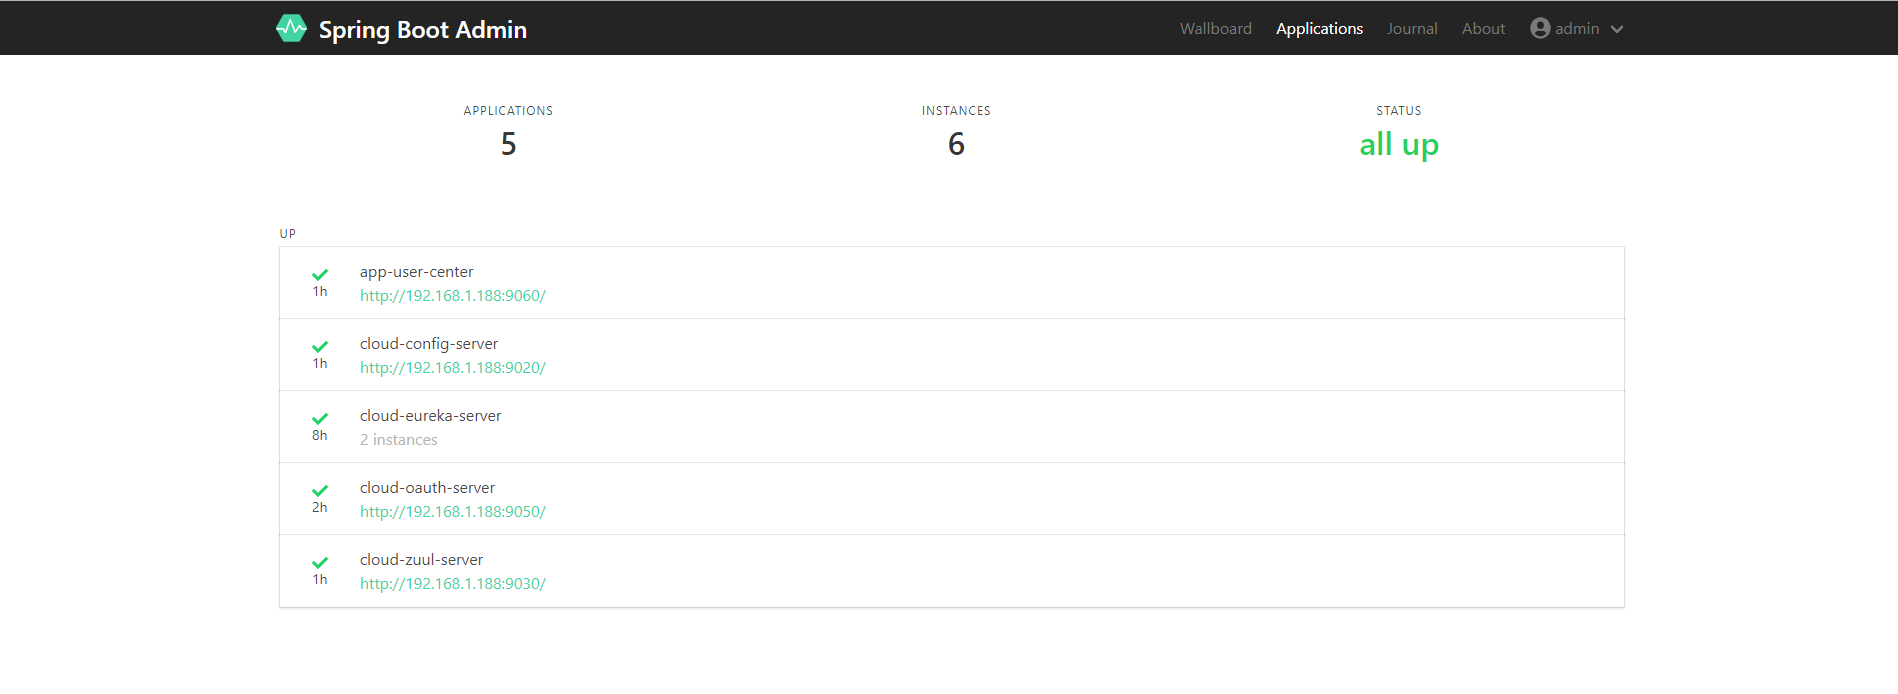 Spring Boot Admin
Wallboard Applications Journal About admin
APPLICATIONS INSTANCES STATUS
5 6 all up
UP
app-user-center
1h
http://192.168.1.188:9060/
cloud-config-server
1h
http://192.168.1.188:9020/
cloud-eureka-server
8h
2 instances
cloud-oauth-server
2h
http://192.168.1.188:9050/
cloud-zuul-server
1h
http://192.168.1.188:9030/